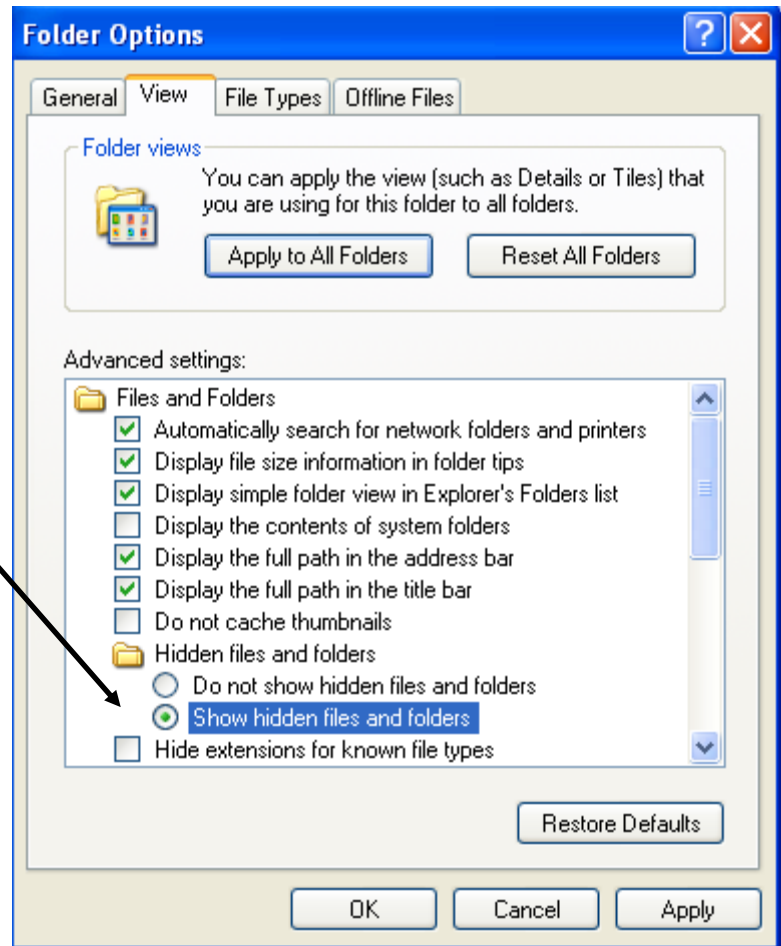 Folder Options
General View File Types Offline Files
Folder views
You can apply the view (such as Details or Tiles) that
you are using for this folder to all folders.
Apply to All Folders Reset All Folders
Advanced settings:
Files and Folders
Automatically search for network folders and printers
Display file size information in folder tips
Display simple folder view in Explorer's Folders list
Display the contents of system folders
Display the full path in the address bar
Display the full path in the title bar
Do not cache thumbnails
Hidden files and folders
Do not show hidden files and folders
Show hidden files and folders
Hide extensions for known file types
Restore Defaults
OK Cancel Apply